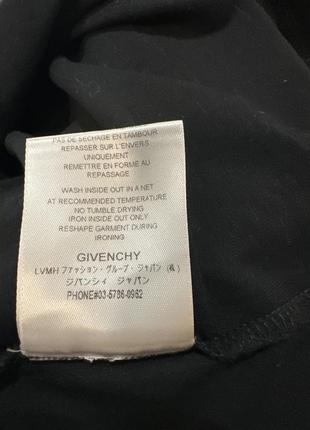 PAS DE SÉCHAGE EN TAMBOUR
REPASSER SUR L'ENVERS
UNIQUEMENT
REMETTRE EN FORME AU
REPASSAGE
WASH INSIDE OUT IN A NET
AT RECOMMENDED TEMPERATURE
NO TUMBLE DRYING
IRON INSIDE OUT ONLY
RESHAPE GARMENT DURING
IRONING
GIVENCHY
LVMH ファッション・グループ・ジャパン (株)
ジバンシィ ジャパン
PHONE#03-5786-0962